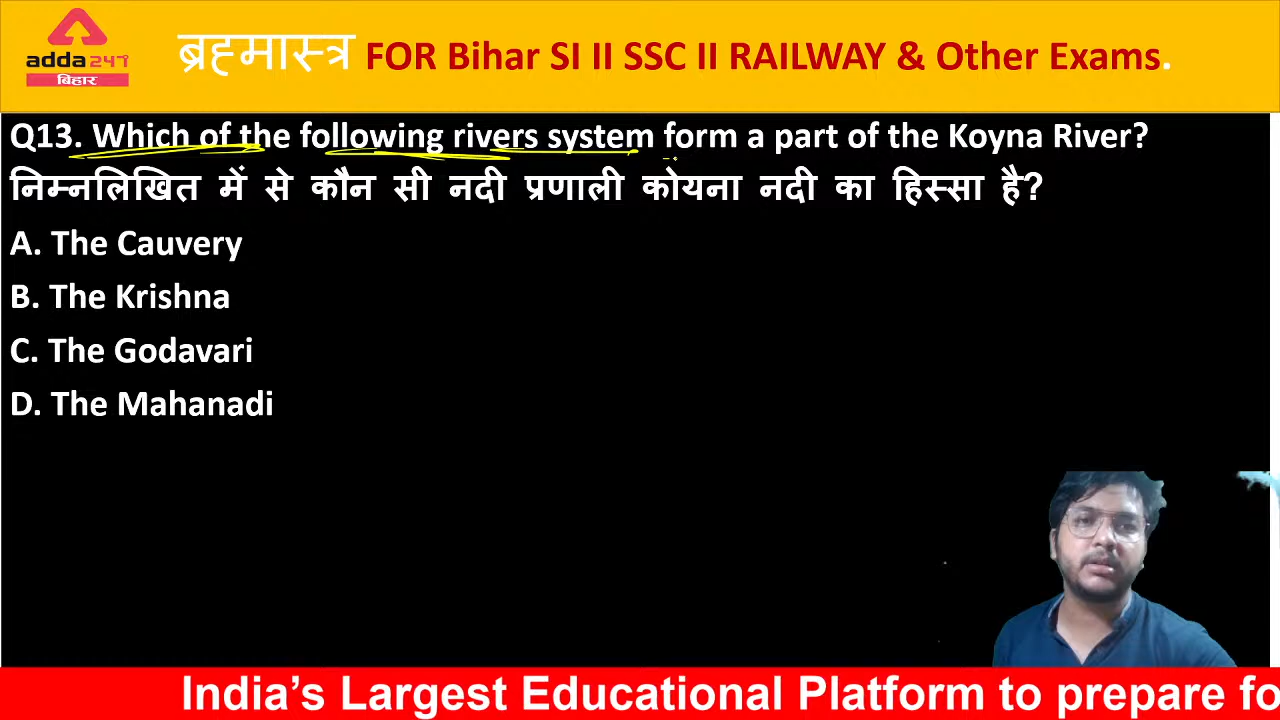 adda247
बिहार
ब्रह्मास्त्र FOR Bihar SI II SSC II RAILWAY & Other Exams.
Q13. Which of the following rivers system form a part of the Koyna River?
निम्नलिखित में से कौन सी नदी प्रणाली कोयना नदी का हिस्सा है?
A. The Cauvery
B. The Krishna
C. The Godavari
D. The Mahanadi
India's Largest Educational Platform to prepare fo